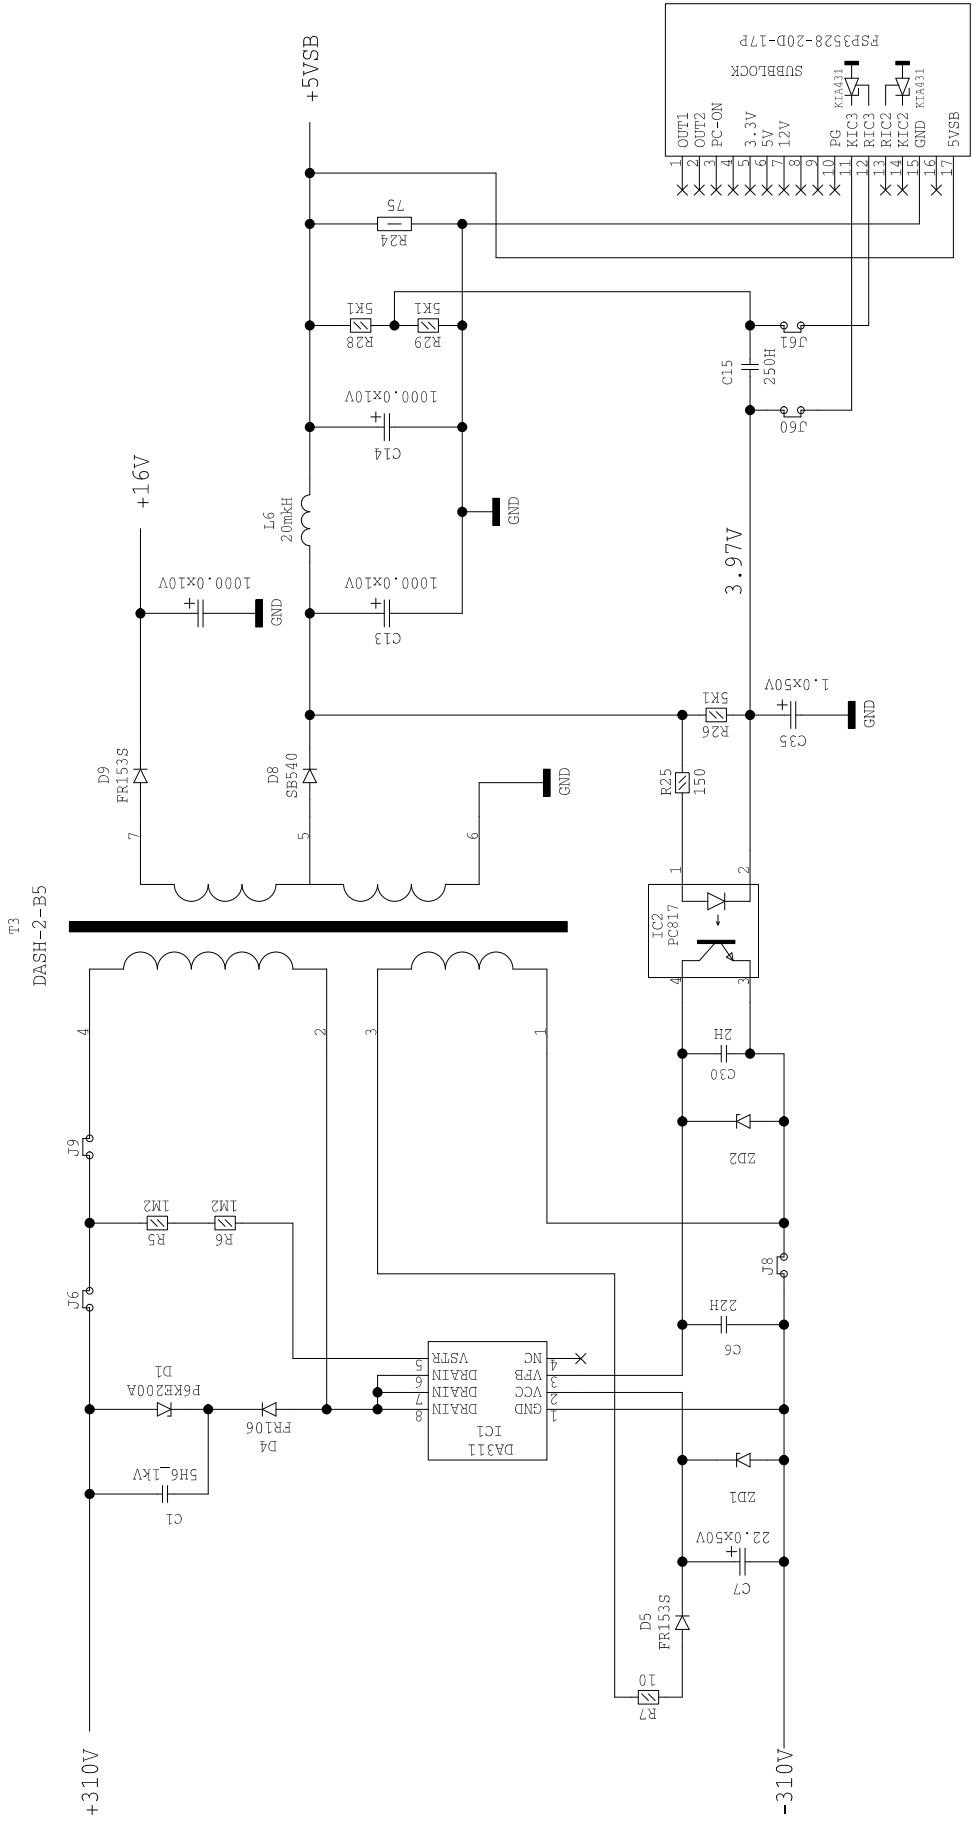 +310V
-310V
T3
DASH-2-B5
C1
5H6_1kV
D1
P6KE200A
D4
FR106
J6
J9
R5
1M2
R6
1M2
4
2
3
1
7
5
6
D9
FR153S
+16V
1000.0x10V
GND
D8
SB540
GND
C13
1000.0x10V
L6
20mkH
C14
1000.0x10V
GND
R28
5K1
R29
5K1
R24
75
+5VSB
IC1
DA311
5 VSTR
6 DRAIN
7 DRAIN
8 DRAIN
NC 4
VFB 3
VCC 2
GND 1
R7
10
D5
FR153S
C7
22.0x50V
ZD1
C6
22H
J8
ZD2
C30
2H
IC2
PC817
4
3
1
2
R25
150
R26
5K1
C35
1.0x50V
GND
3.97V
J60
C15
250H
J61
FSP3528-20D-17P
SUBBLOCK
1 OUT1
2 OUT2
3 PC-ON
4
5 3.3V
6 5V
7 12V
8
9
10 PG
11 KIC3
12 RIC3
13 RIC2
14 KIC2
15 GND
16
17 5VSB
KIA431
KIA431